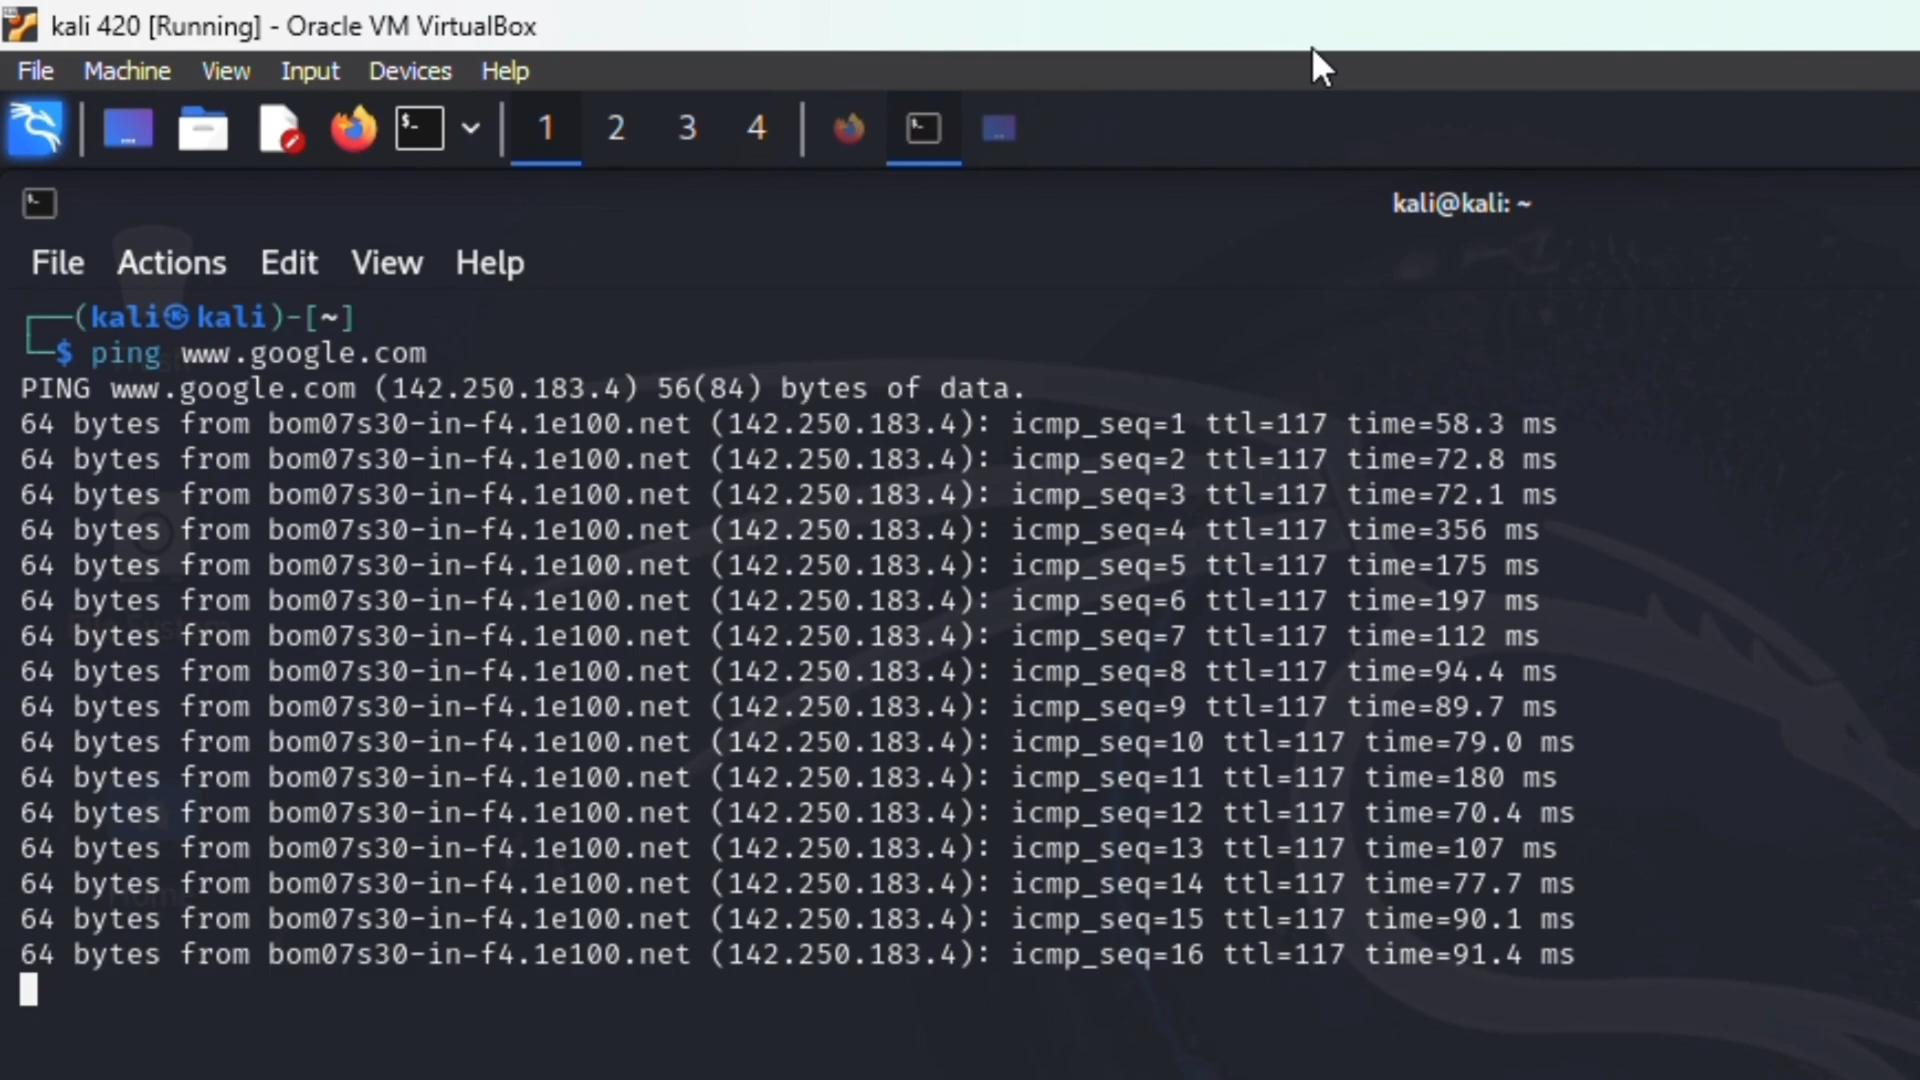 kali 420 [Running] - Oracle VM VirtualBox
File Machine View Input Devices Help
$- 1 2 3 4
kali@kali: ~
File Actions Edit View Help
┌──(kali㉿kali)-[~]
└─$ ping www.google.com
PING www.google.com (142.250.183.4) 56(84) bytes of data.
64 bytes from bom07s30-in-f4.1e100.net (142.250.183.4): icmp_seq=1 ttl=117 time=58.3 ms
64 bytes from bom07s30-in-f4.1e100.net (142.250.183.4): icmp_seq=2 ttl=117 time=72.8 ms
64 bytes from bom07s30-in-f4.1e100.net (142.250.183.4): icmp_seq=3 ttl=117 time=72.1 ms
64 bytes from bom07s30-in-f4.1e100.net (142.250.183.4): icmp_seq=4 ttl=117 time=356 ms
64 bytes from bom07s30-in-f4.1e100.net (142.250.183.4): icmp_seq=5 ttl=117 time=175 ms
64 bytes from bom07s30-in-f4.1e100.net (142.250.183.4): icmp_seq=6 ttl=117 time=197 ms
64 bytes from bom07s30-in-f4.1e100.net (142.250.183.4): icmp_seq=7 ttl=117 time=112 ms
64 bytes from bom07s30-in-f4.1e100.net (142.250.183.4): icmp_seq=8 ttl=117 time=94.4 ms
64 bytes from bom07s30-in-f4.1e100.net (142.250.183.4): icmp_seq=9 ttl=117 time=89.7 ms
64 bytes from bom07s30-in-f4.1e100.net (142.250.183.4): icmp_seq=10 ttl=117 time=79.0 ms
64 bytes from bom07s30-in-f4.1e100.net (142.250.183.4): icmp_seq=11 ttl=117 time=180 ms
64 bytes from bom07s30-in-f4.1e100.net (142.250.183.4): icmp_seq=12 ttl=117 time=70.4 ms
64 bytes from bom07s30-in-f4.1e100.net (142.250.183.4): icmp_seq=13 ttl=117 time=107 ms
64 bytes from bom07s30-in-f4.1e100.net (142.250.183.4): icmp_seq=14 ttl=117 time=77.7 ms
64 bytes from bom07s30-in-f4.1e100.net (142.250.183.4): icmp_seq=15 ttl=117 time=90.1 ms
64 bytes from bom07s30-in-f4.1e100.net (142.250.183.4): icmp_seq=16 ttl=117 time=91.4 ms